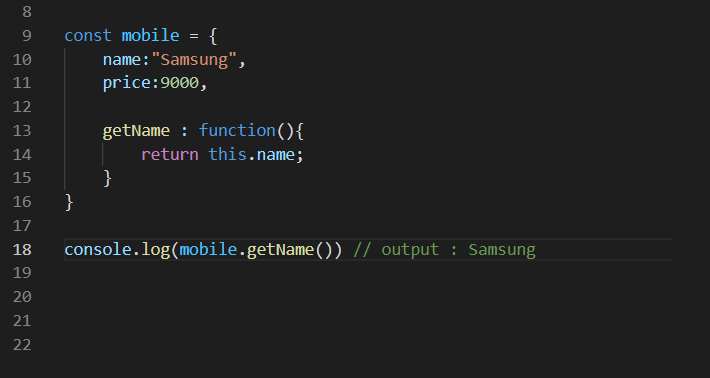 8
9 const mobile = {
10 name:"Samsung",
11 price:9000,
12
13 getName : function(){
14 return this.name;
15 }
16 }
17
18 console.log(mobile.getName()) // output : Samsung
19
20
21
22